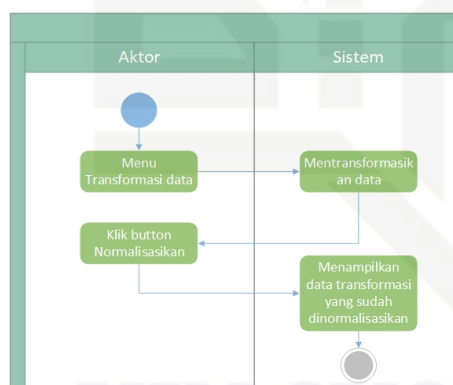 Aktor
Sistem
Menu
Transformasi data
Mentransformasik
an data
Klik button
Normalisasikan
Menampilkan
data transformasi
yang sudah
dinormalisasikan